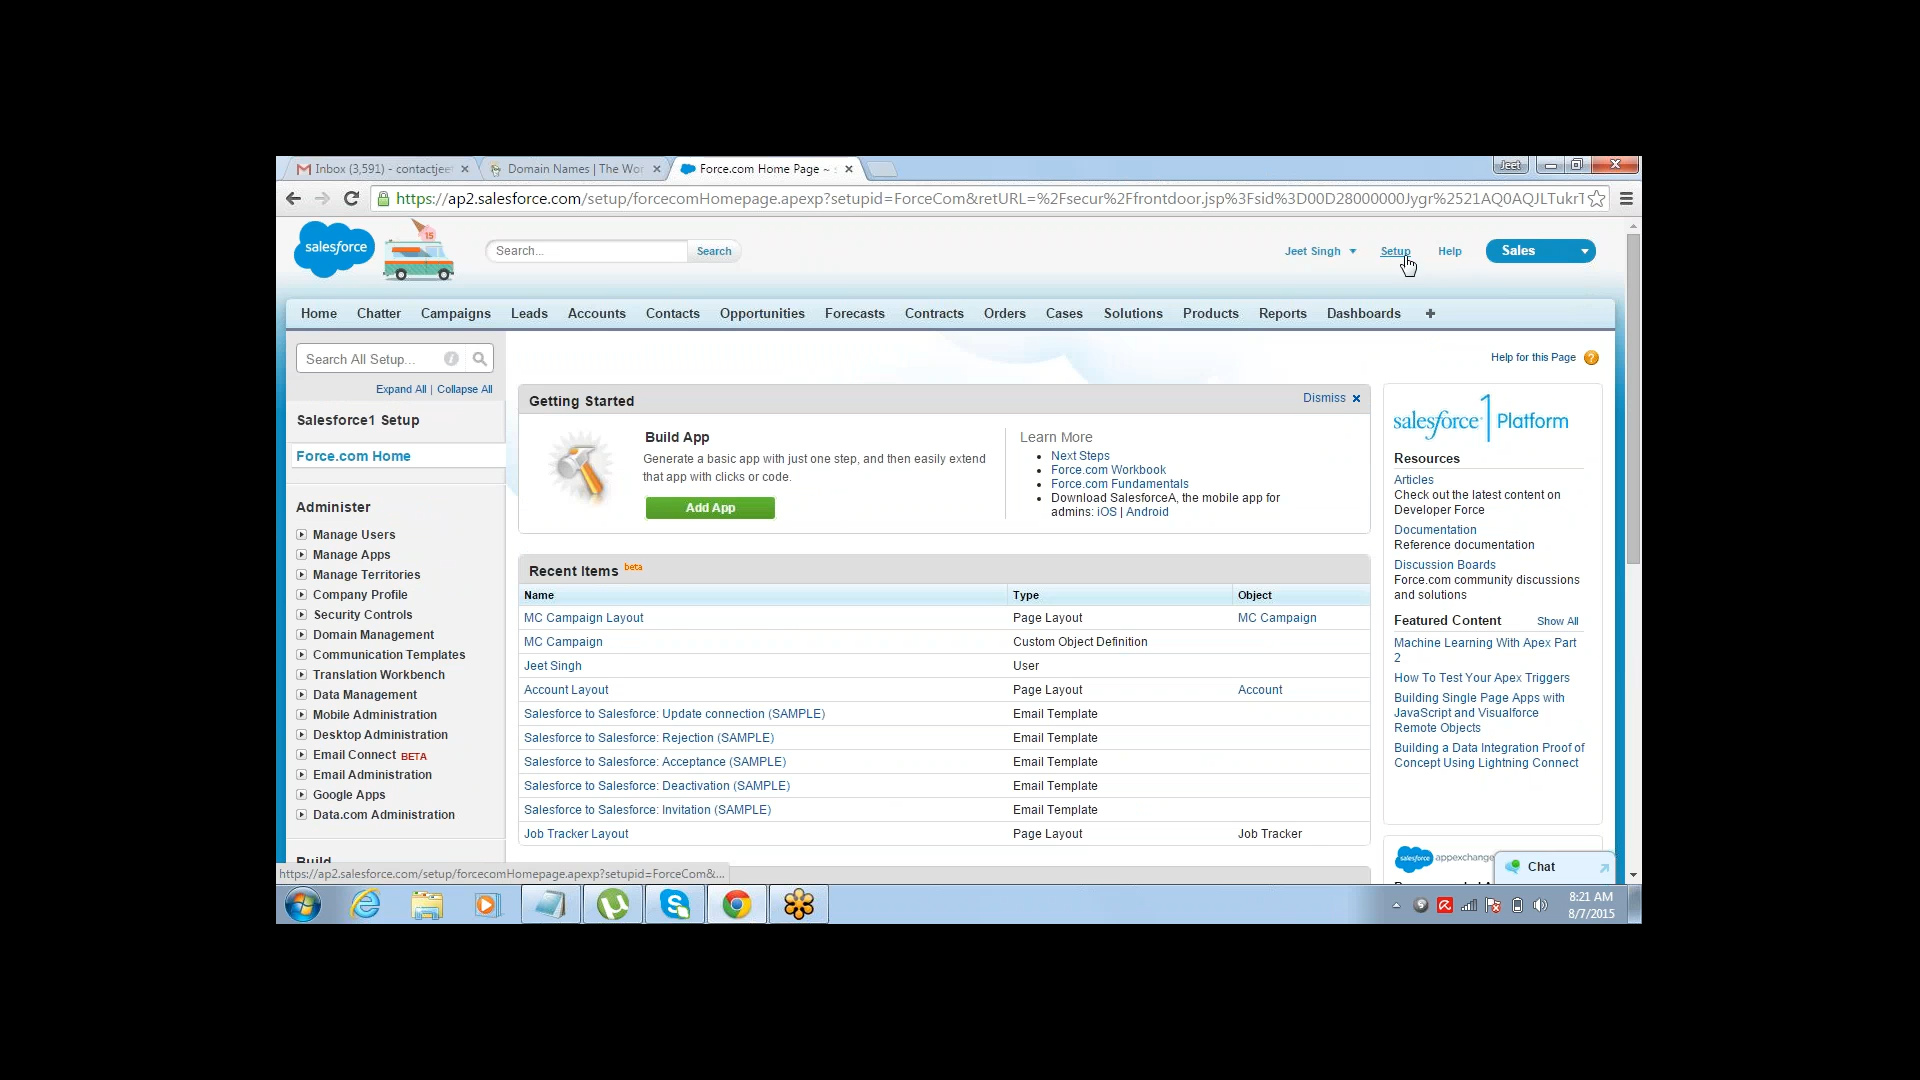 Jeet
Inbox (3,591) - contactjeet
Domain Names | The Wor
Force.com Home Page ~
https://ap2.salesforce.com/setup/forcecomHomepage.apexp?setupid=ForceCom&retURL=%2Fsecur%2Ffrontdoor.jsp%3Fsid%3D00D28000000Jygr%2521AQ0AQJLTukr1
salesforce
15
Search...
Search
Jeet Singh
Setup
Help
Sales
Home Chatter Campaigns Leads Accounts Contacts Opportunities Forecasts Contracts Orders Cases Solutions Products Reports Dashboards +
Search All Setup...
Expand All | Collapse All
Salesforce1 Setup
Force.com Home
Administer
Manage Users
Manage Apps
Manage Territories
Company Profile
Security Controls
Domain Management
Communication Templates
Translation Workbench
Data Management
Mobile Administration
Desktop Administration
Email Connect BETA
Email Administration
Google Apps
Data.com Administration
Build
Help for this Page ?
Getting Started
Dismiss
Build App
Generate a basic app with just one step, and then easily extend
that app with clicks or code.
Add App
Learn More
Next Steps
Force.com Workbook
Force.com Fundamentals
Download SalesforceA, the mobile app for
admins: iOS | Android
Recent Items beta
Name Type Object
MC Campaign Layout Page Layout MC Campaign
MC Campaign Custom Object Definition
Jeet Singh User
Account Layout Page Layout Account
Salesforce to Salesforce: Update connection (SAMPLE) Email Template
Salesforce to Salesforce: Rejection (SAMPLE) Email Template
Salesforce to Salesforce: Acceptance (SAMPLE) Email Template
Salesforce to Salesforce: Deactivation (SAMPLE) Email Template
Salesforce to Salesforce: Invitation (SAMPLE) Email Template
Job Tracker Layout Page Layout Job Tracker
salesforce1 Platform
Resources
Articles
Check out the latest content on
Developer Force
Documentation
Reference documentation
Discussion Boards
Force.com community discussions
and solutions
Featured Content Show All
Machine Learning With Apex Part
2
How To Test Your Apex Triggers
Building Single Page Apps with
JavaScript and Visualforce
Remote Objects
Building a Data Integration Proof of
Concept Using Lightning Connect
salesforce appexchange
Chat
https://ap2.salesforce.com/setup/forcecomHomepage.apexp?setupid=ForceCom&...
8:21 AM
8/7/2015